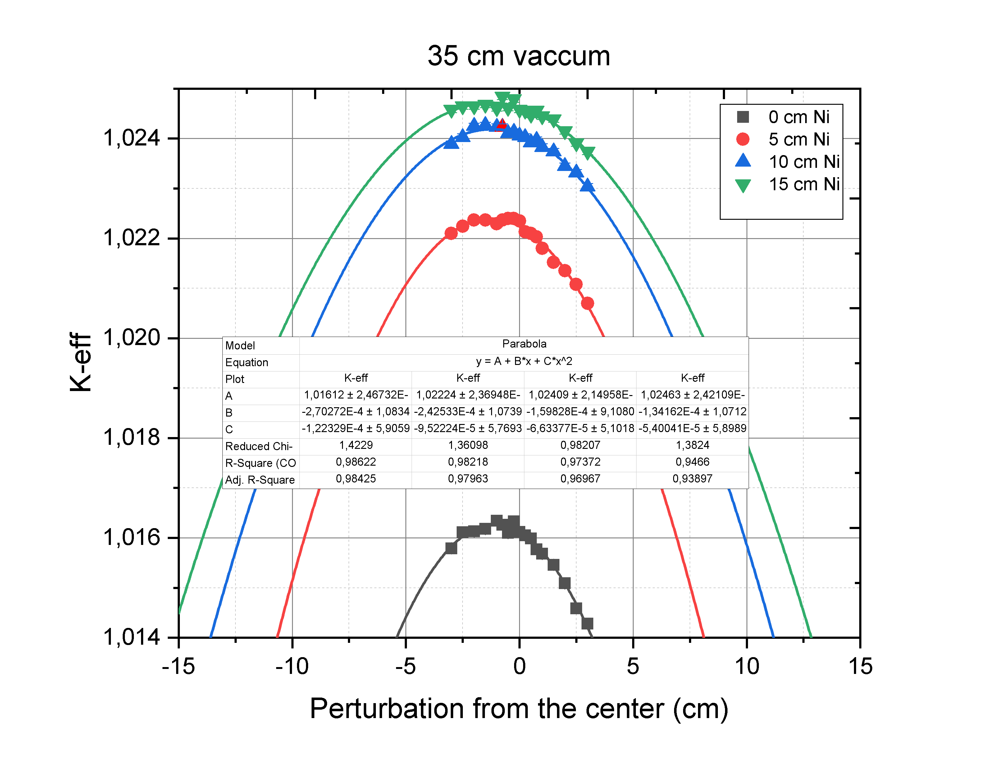 35 cm vaccum
0 cm Ni
5 cm Ni
10 cm Ni
15 cm Ni
1,024
1,022
1,020
1,018
1,016
1,014
K-eff
Model Parabola
Equation y = A + B*x + C*x^2
Plot K-eff K-eff K-eff K-eff
A 1,01612 ± 2,46732E- 1,02224 ± 2,36948E- 1,02409 ± 2,14958E- 1,02463 ± 2,42109E-
B -2,70272E-4 ± 1,0834 -2,42533E-4 ± 1,0739 -1,59828E-4 ± 9,1080 -1,34162E-4 ± 1,0712
C -1,22329E-4 ± 5,9059 -9,52224E-5 ± 5,7693 -6,63377E-5 ± 5,1018 -5,40041E-5 ± 5,8989
Reduced Chi- 1,4229 1,36098 0,98207 1,3824
R-Square (CO 0,98622 0,98218 0,97372 0,9466
Adj. R-Square 0,98425 0,97963 0,96967 0,93897
-15 -10 -5 0 5 10 15
Perturbation from the center (cm)